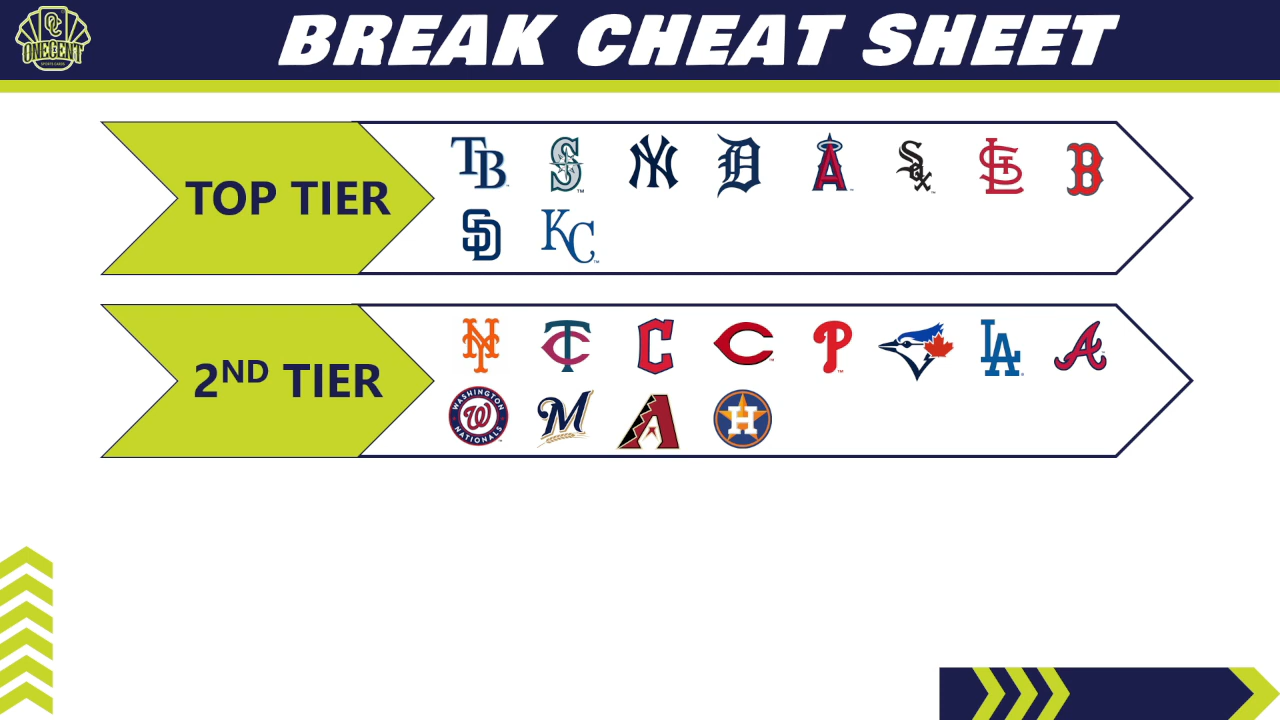 OC
ONECENT
SPORTS CARDS
BREAK CHEAT SHEET
TOP TIER
TB S NY D A Sox STL B
SD KC
2ND TIER
NY TC C C P LA A
WASHINGTON W NATIONALS M A H